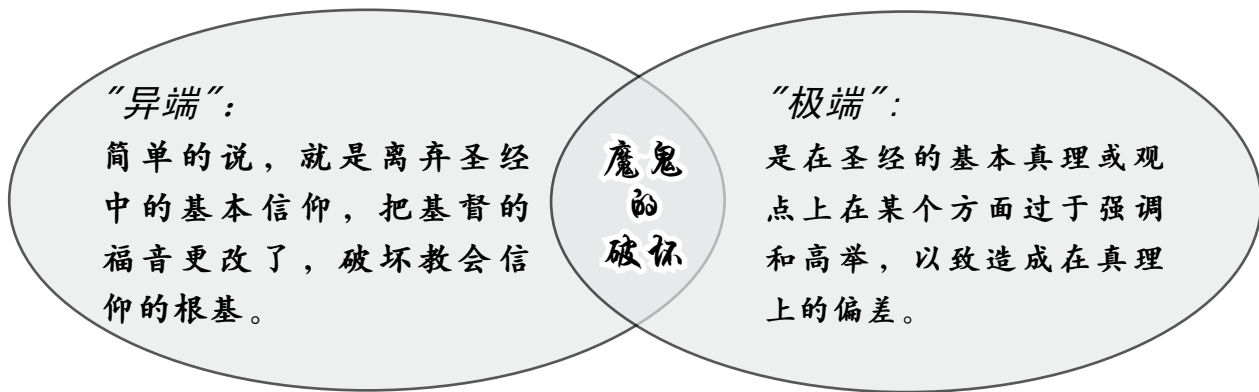 "异端"：
简单的说，就是离弃圣经
中的基本信仰，把基督的
福音更改了，破坏教会信
仰的根基。
魔鬼
的
破坏
"极端"：
是在圣经的基本真理或观
点上在某个方面过于强调
和高举，以致造成在真理
上的偏差。